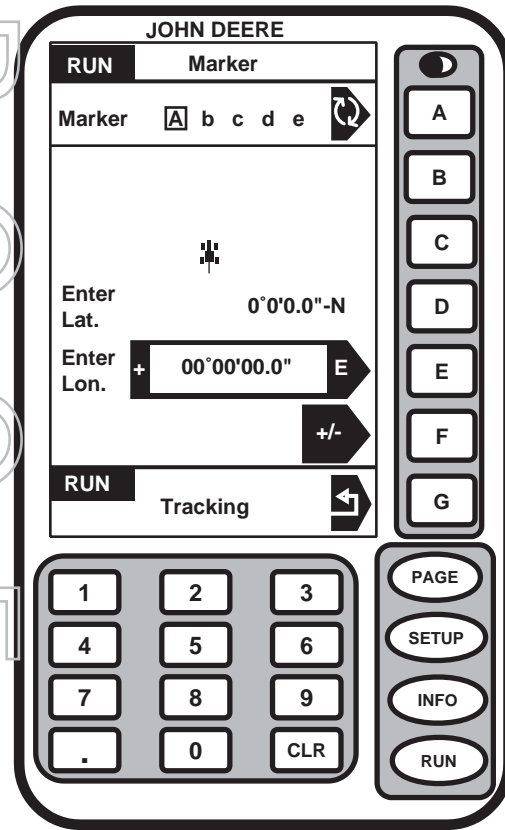 JOHN DEERE
RUN Marker
Marker A b c d e
Enter
Lat. 0°0'0.0"-N
Enter
Lon. + 00°00'00.0" E
+/-
RUN
Tracking
A
B
C
D
E
F
G
1 2 3
4 5 6
7 8 9
. 0 CLR
PAGE
SETUP
INFO
RUN